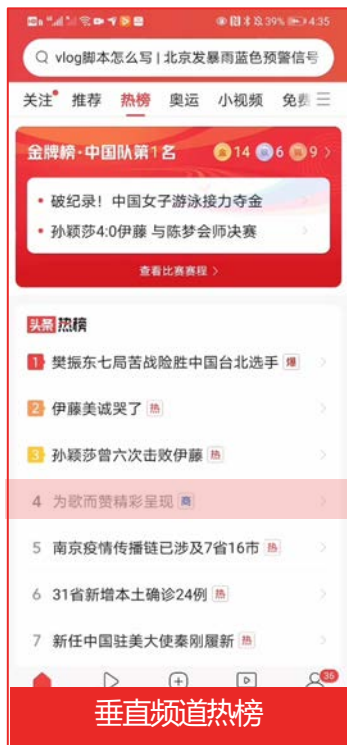 39% 4:35
vlog脚本怎么写 | 北京发暴雨蓝色预警信号
关注 推荐 热榜 奥运 小视频 免费
金牌榜·中国队第1名 14 6 9
破纪录！中国女子游泳接力夺金
孙颖莎4:0伊藤 与陈梦会师决赛
查看比赛赛程
头条 热榜
1 樊振东七局苦战险胜中国台北选手 爆
2 伊藤美诚哭了 热
3 孙颖莎曾六次击败伊藤 热
4 为歌而赞精彩呈现 商
5 南京疫情传播链已涉及7省16市 热
6 31省新增本土确诊24例 热
7 新任中国驻美大使秦刚履新 热
36
垂直频道热榜